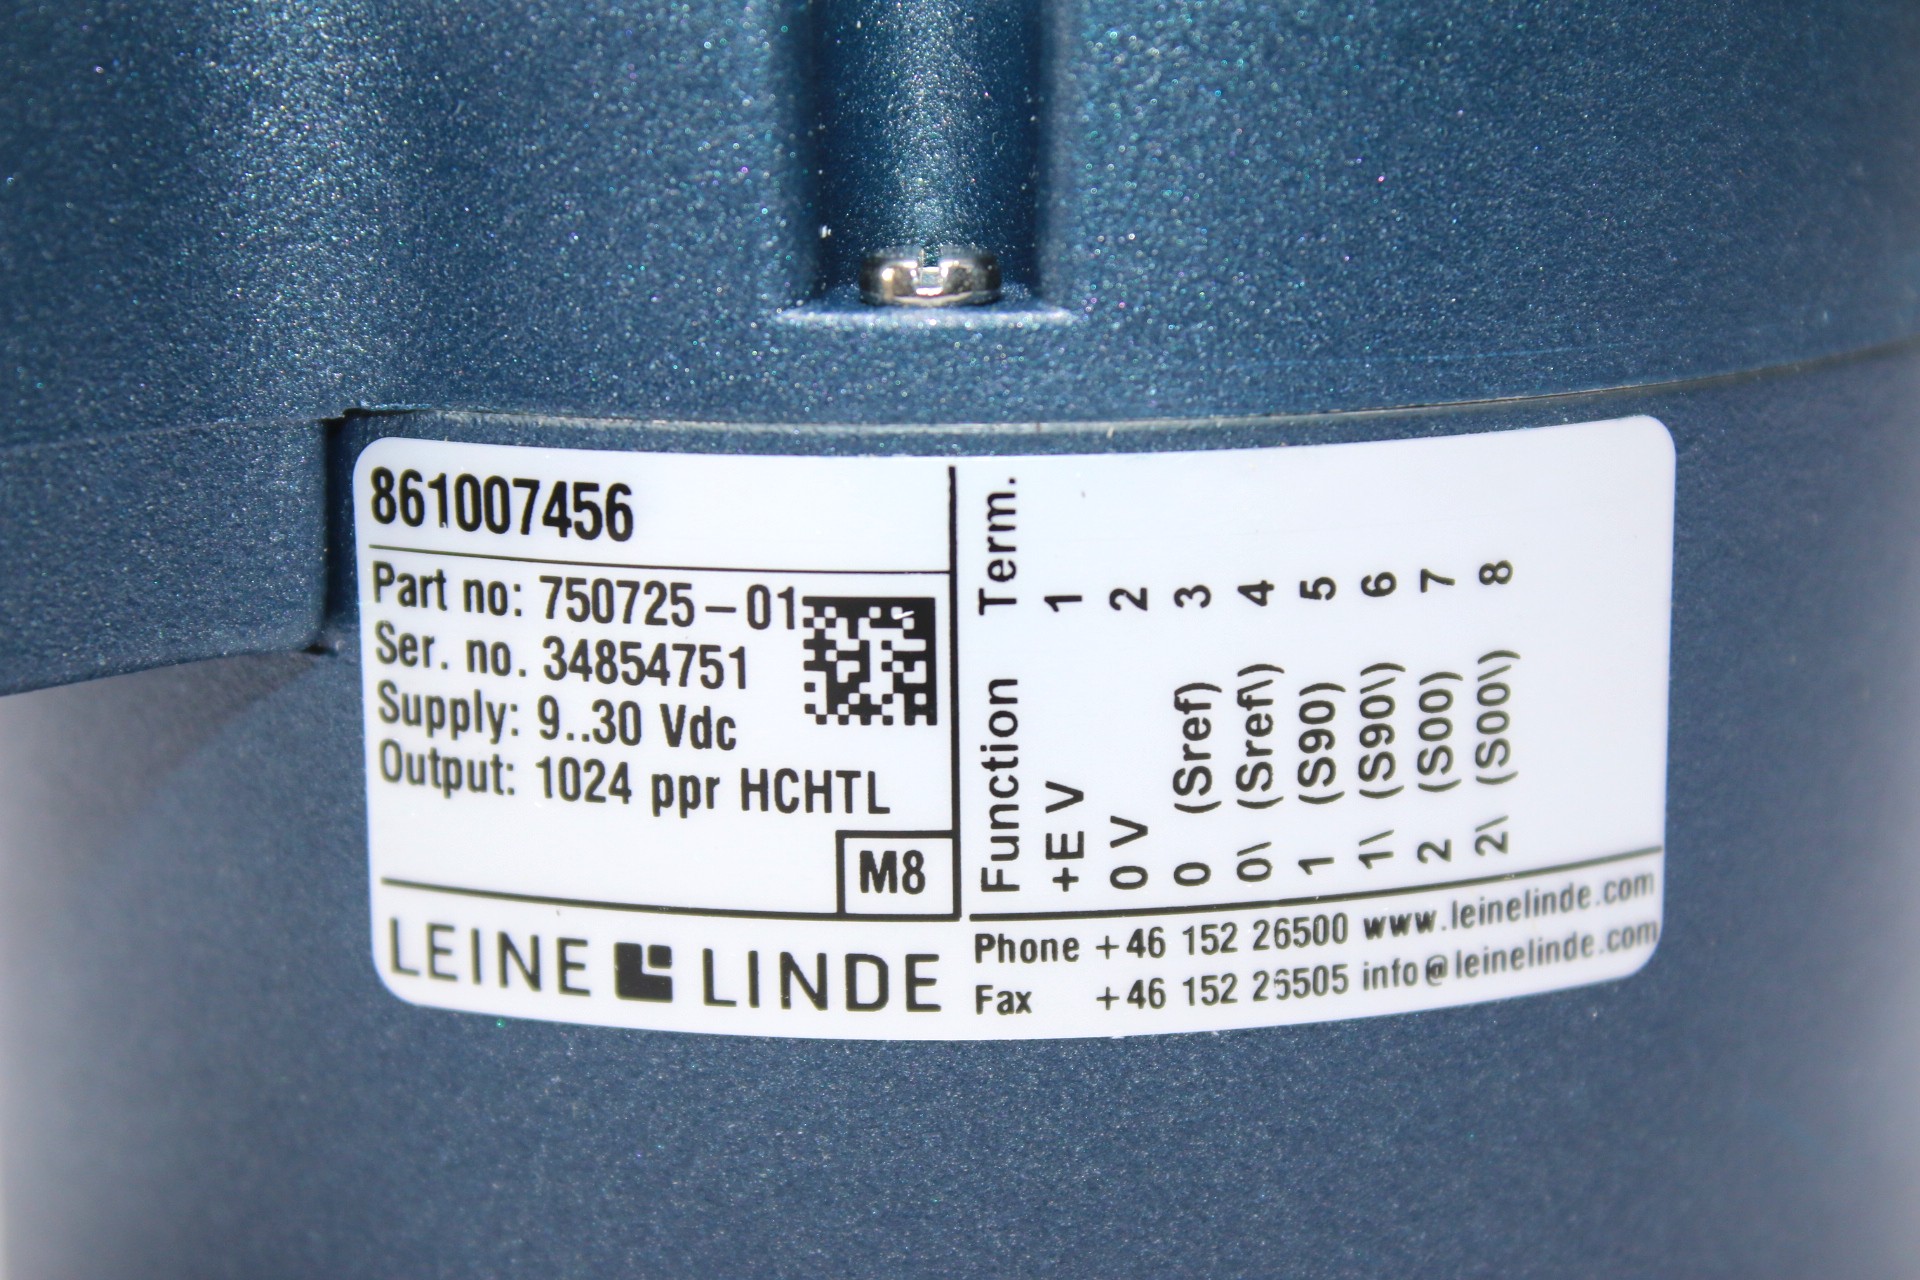 861007456
Part no: 750725-01
Ser. no. 34854751
Supply: 9..30 Vdc
Output: 1024 ppr HCHTL
M8
LEINE LINDE
Function Term.
+E V 1
0 V 2
0 (Sref) 3
0\ (Sref\) 4
1 (S90) 5
1\ (S90\) 6
2 (S00) 7
2\ (S00\) 8
Phone +46 152 26500 www.leinelinde.com
Fax +46 152 26505 info@leinelinde.com